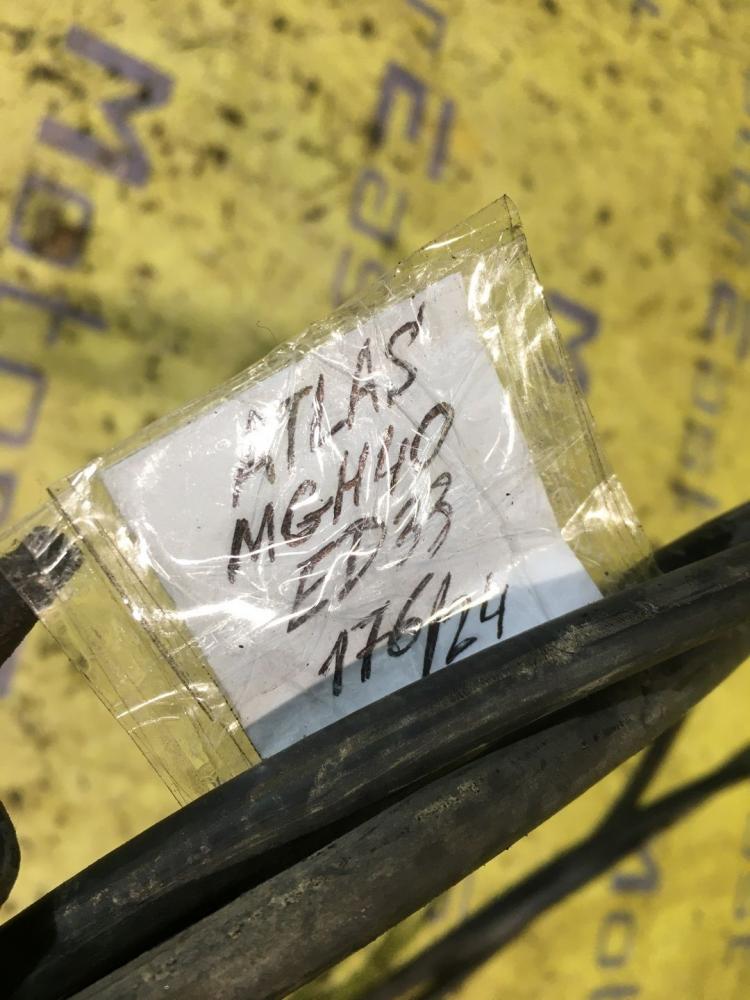 ATLAS
MGH40
ED33
176/24